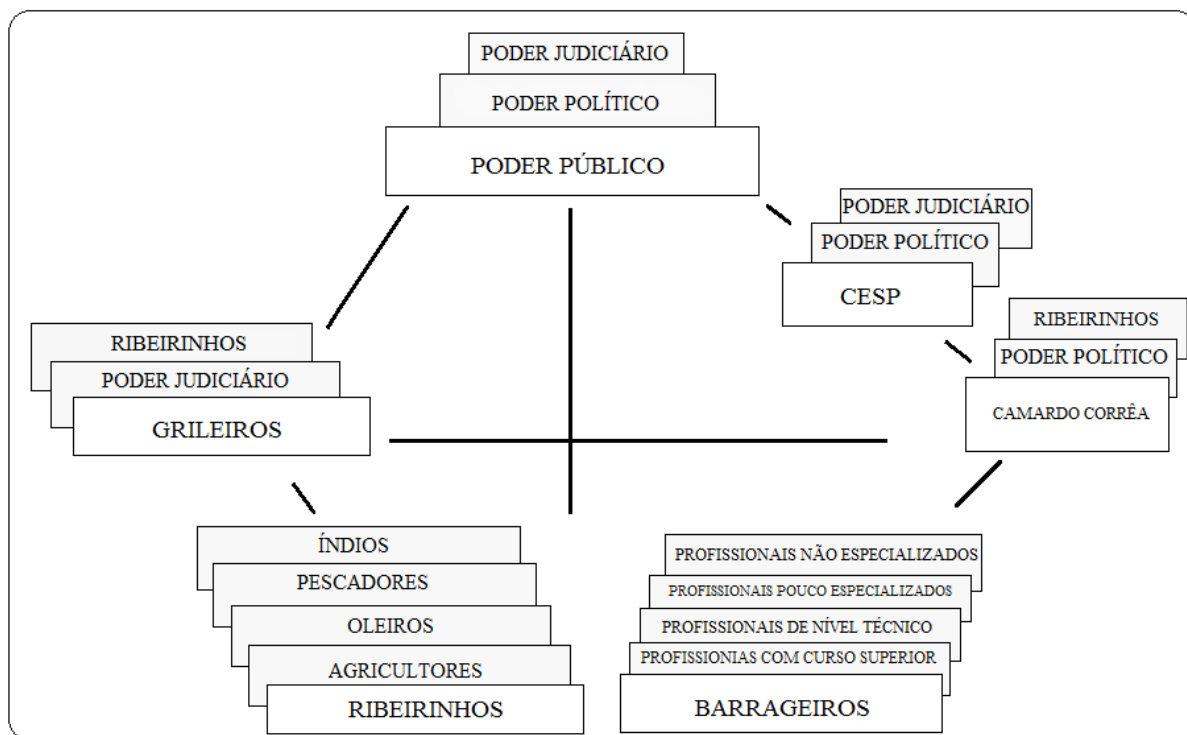 PODER JUDICIÁRIO
PODER POLÍTICO
PODER PÚBLICO
PODER JUDICIÁRIO
PODER POLÍTICO
CESP
RIBEIRINHOS
PODER POLÍTICO
CAMARDO CORRÊA
RIBEIRINHOS
PODER JUDICIÁRIO
GRILEIROS
ÍNDIOS
PESCADORES
OLEIROS
AGRICULTORES
RIBEIRINHOS
PROFISSIONAIS NÃO ESPECIALIZADOS
PROFISSIONAIS POUCO ESPECIALIZADOS
PROFISSIONAIS DE NÍVEL TÉCNICO
PROFISSIONIAS COM CURSO SUPERIOR
BARRAGEIROS